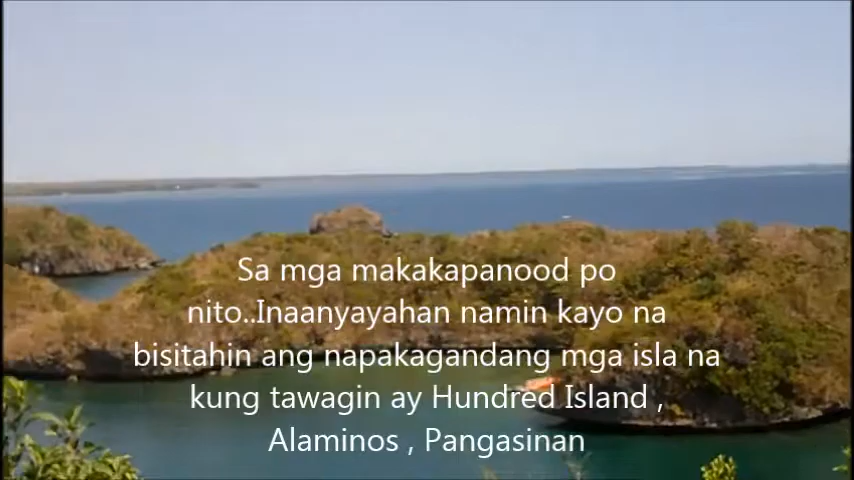 Sa mga makakapanood po
nito..Inaanyayahan namin kayo na
bisitahin ang napakagandang mga isla na
kung tawagin ay Hundred Island ,
Alaminos , Pangasinan